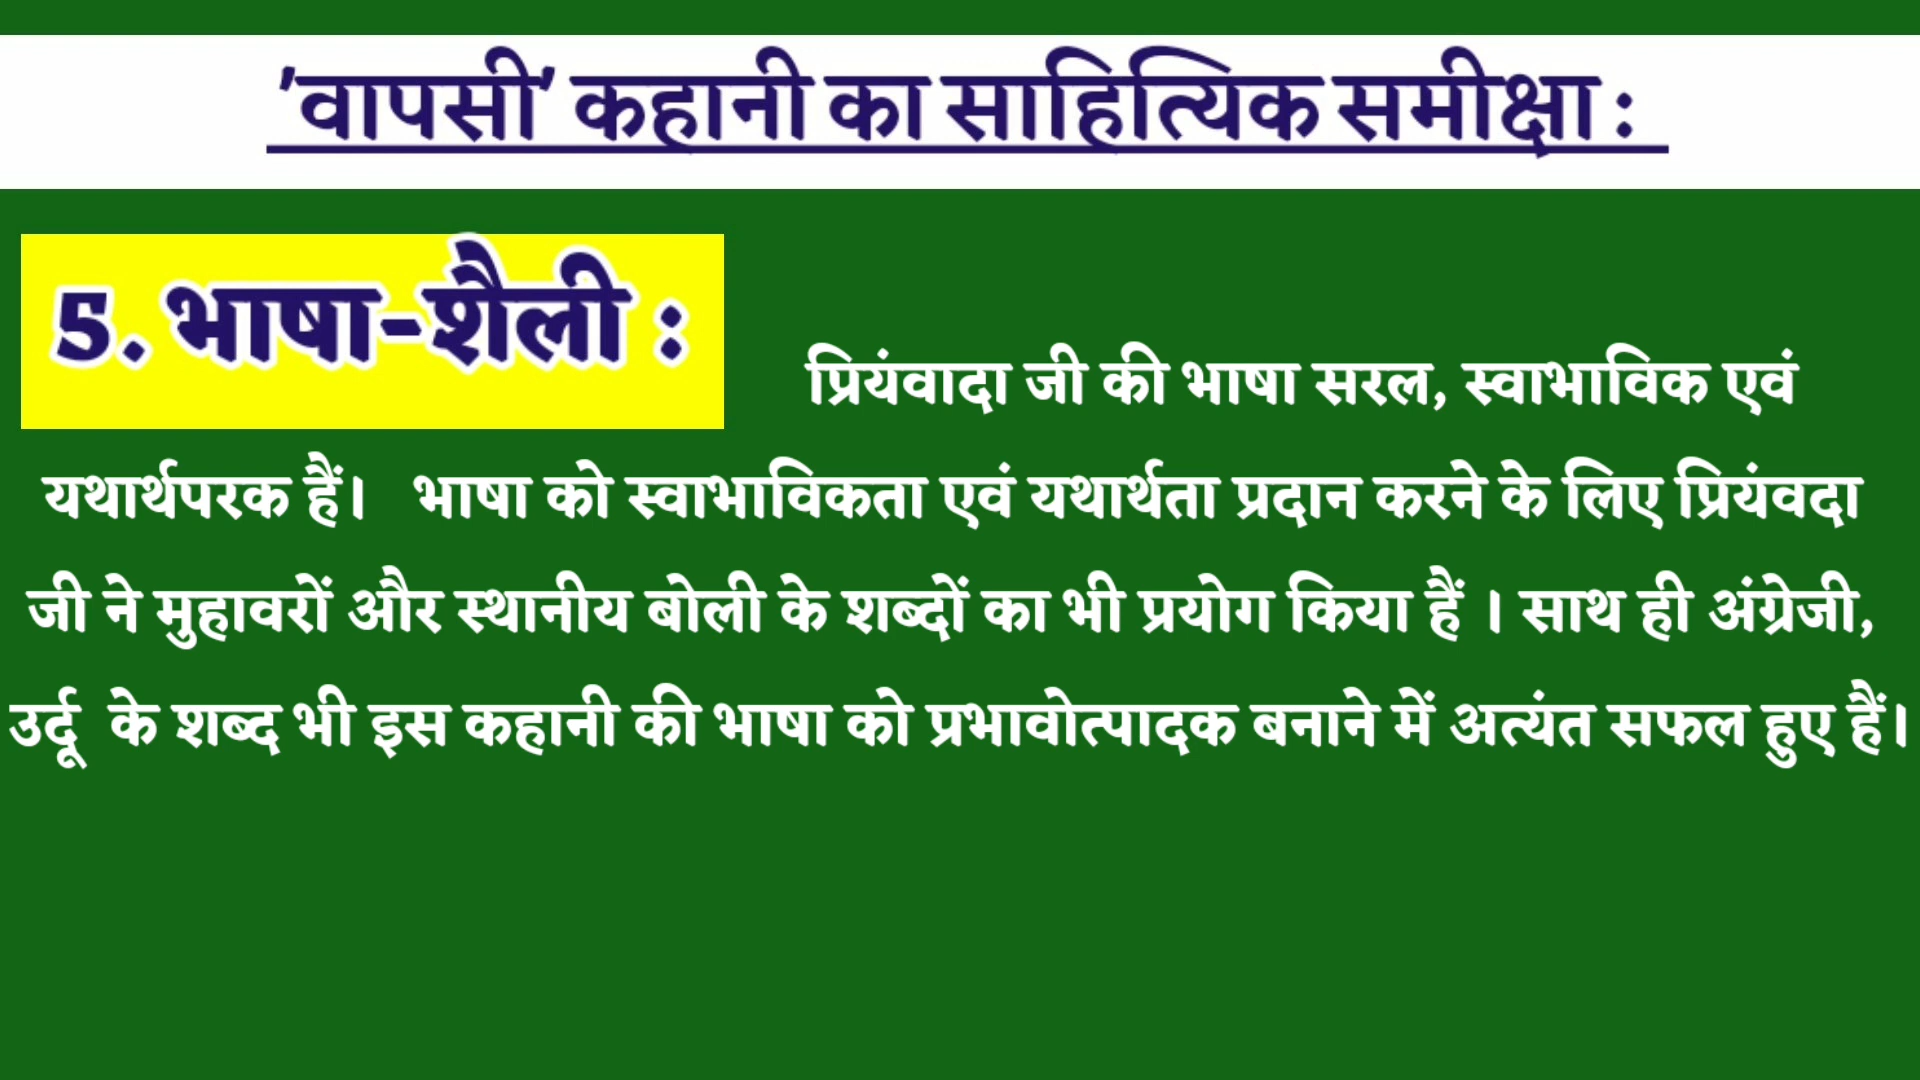 'वापसी' कहानी का साहित्यिक समीक्षा :
5. भाषा-शैली :
प्रियंवादा जी की भाषा सरल, स्वाभाविक एवं
यथार्थपरक हैं। भाषा को स्वाभाविकता एवं यथार्थता प्रदान करने के लिए प्रियंवदा
जी ने मुहावरों और स्थानीय बोली के शब्दों का भी प्रयोग किया हैं । साथ ही अंग्रेजी,
उर्दू के शब्द भी इस कहानी की भाषा को प्रभावोत्पादक बनाने में अत्यंत सफल हुए हैं।